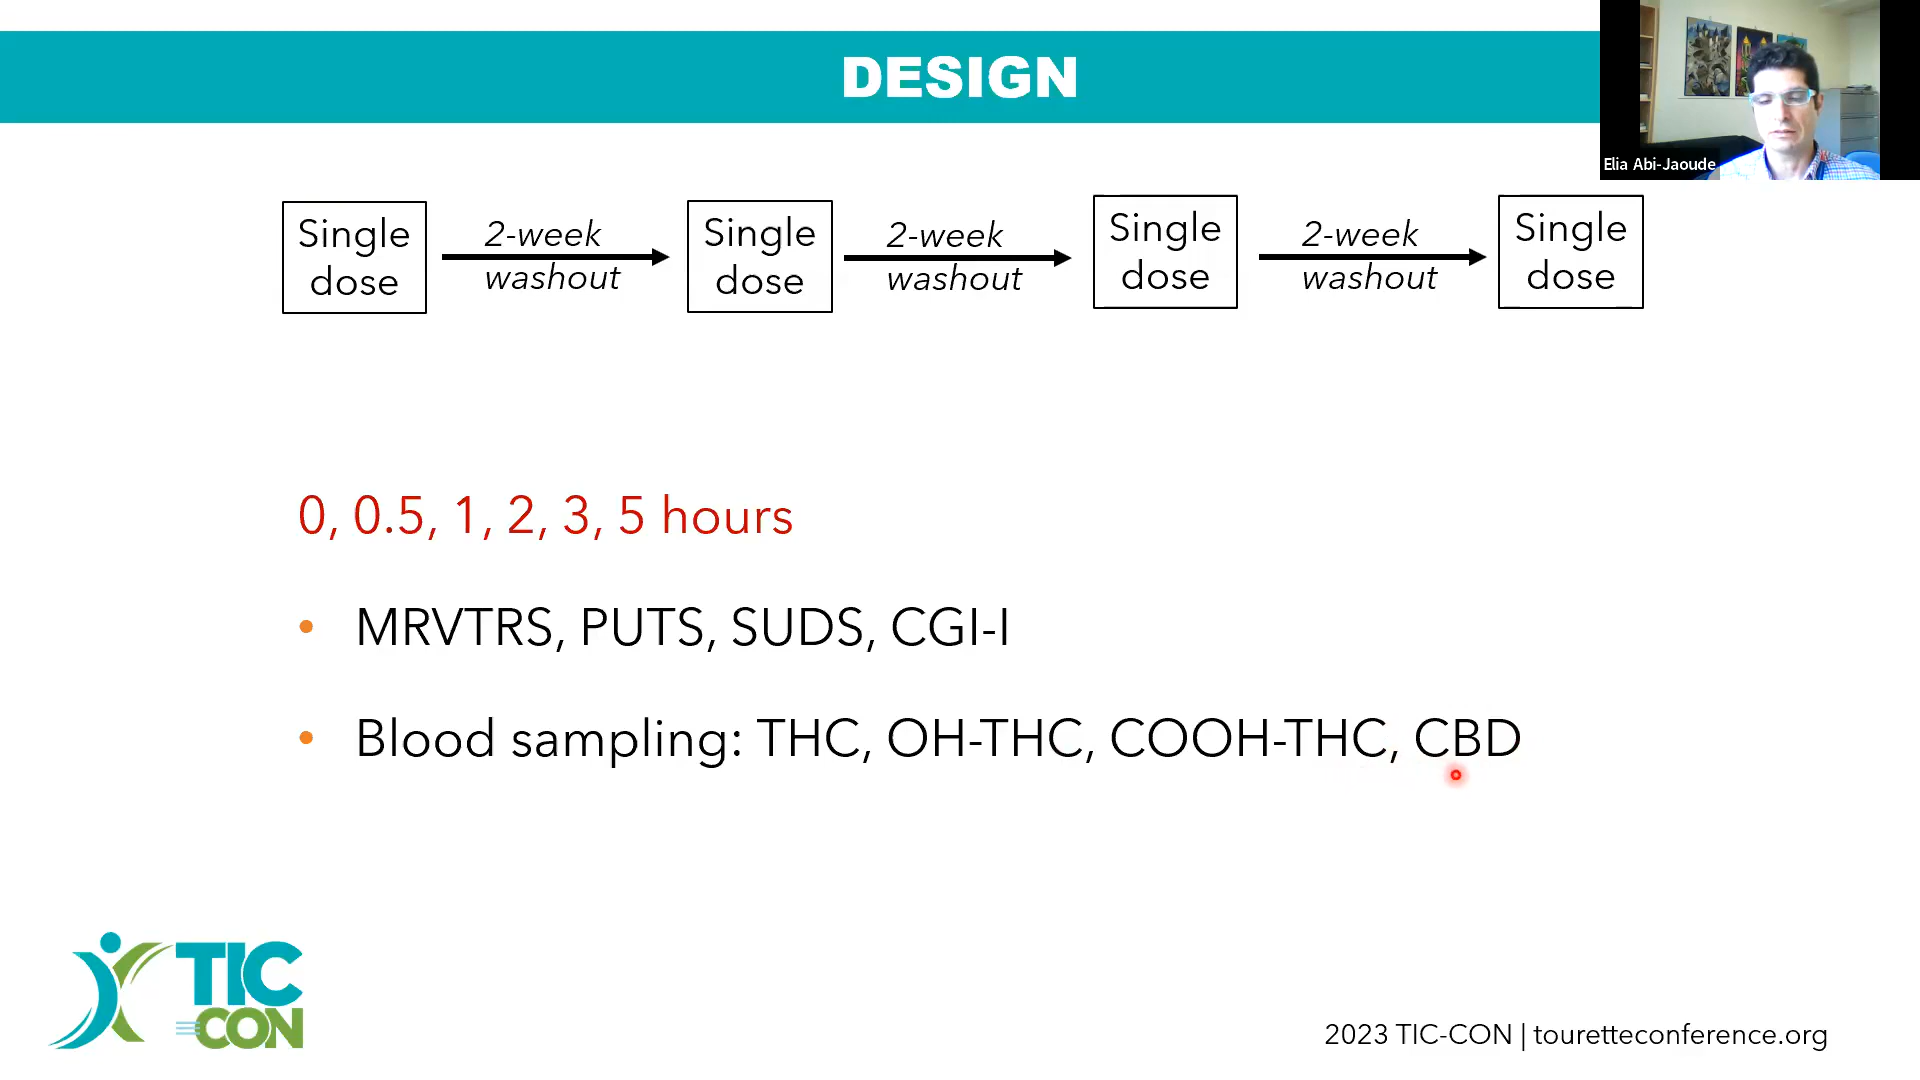 DESIGN
Elia Abi-Jaoude
Single
dose
2-week
washout
Single
dose
2-week
washout
Single
dose
2-week
washout
Single
dose
0, 0.5, 1, 2, 3, 5 hours
• MRVTRS, PUTS, SUDS, CGI-I
• Blood sampling: THC, OH-THC, COOH-THC, CBD
TIC
CON
2023 TIC-CON | touretteconference.org